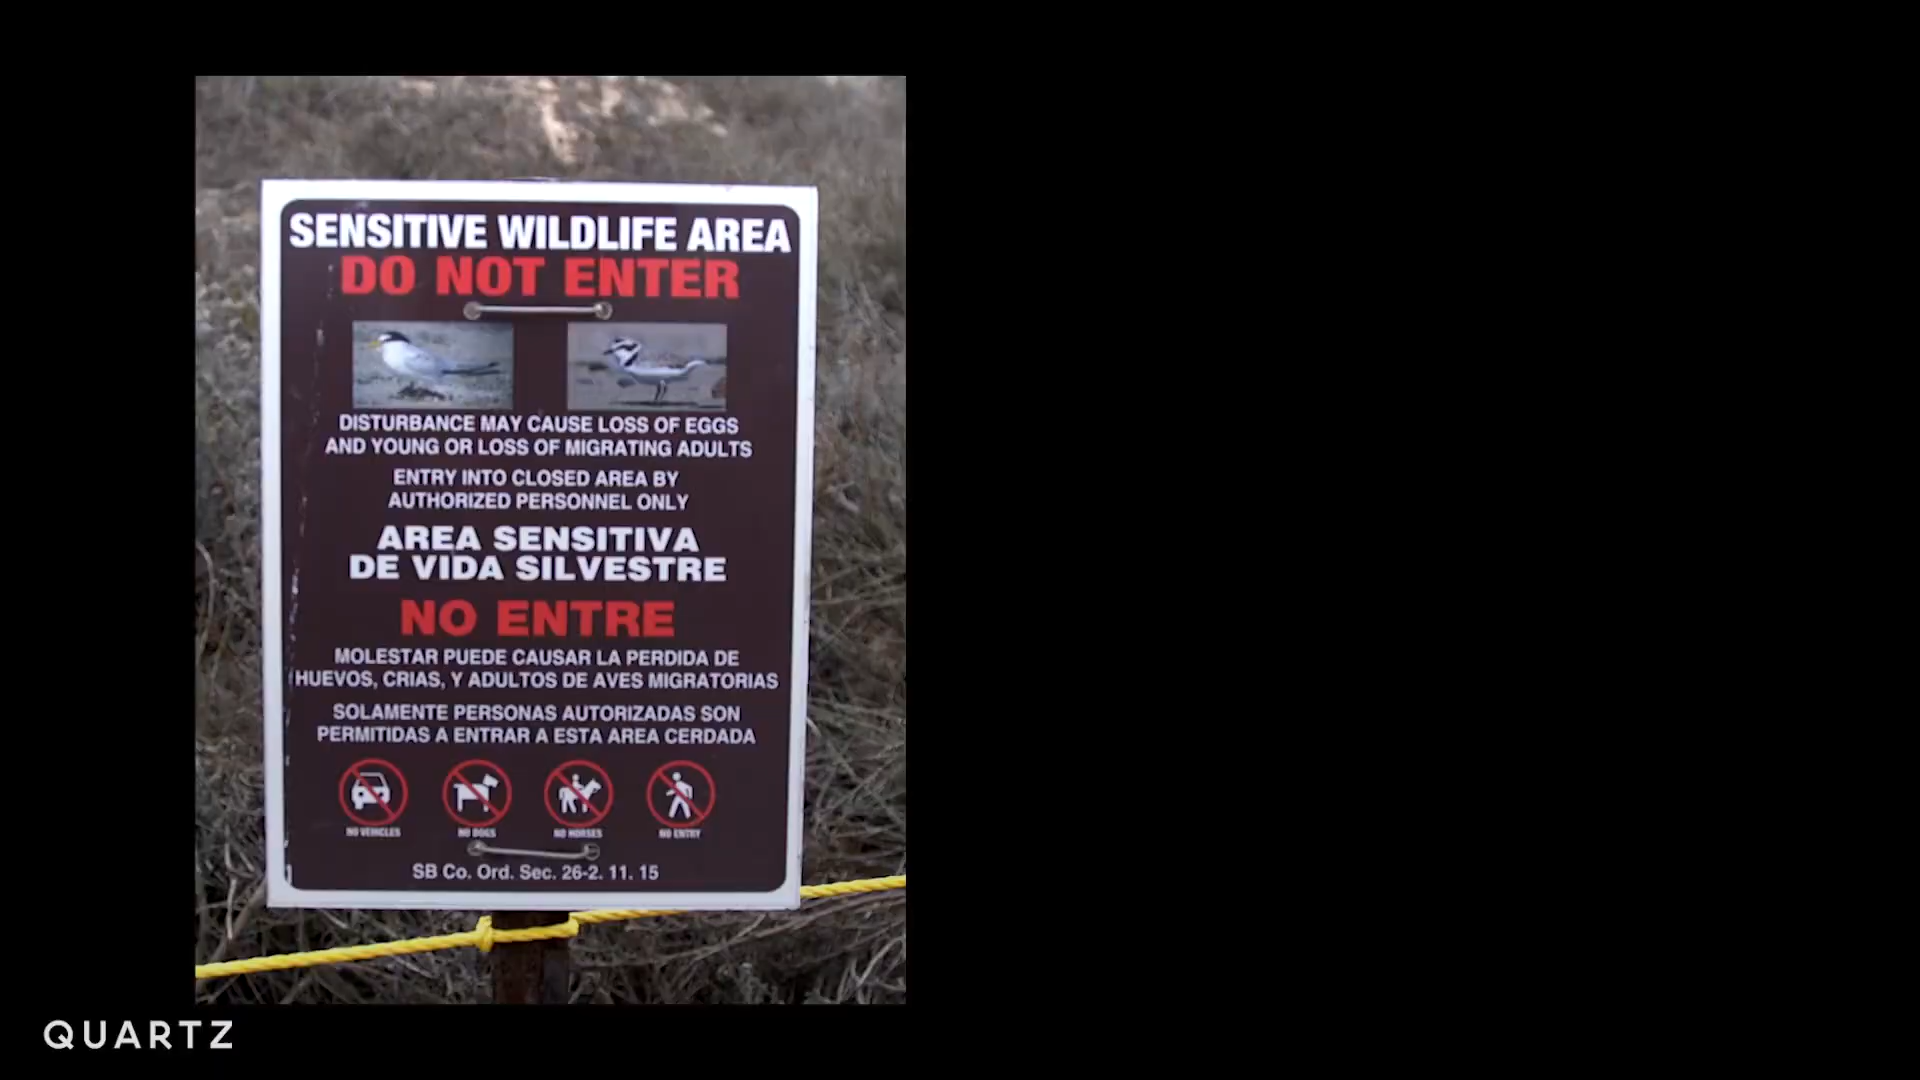 SENSITIVE WILDLIFE AREA
DO NOT ENTER
DISTURBANCE MAY CAUSE LOSS OF EGGS
AND YOUNG OR LOSS OF MIGRATING ADULTS
ENTRY INTO CLOSED AREA BY
AUTHORIZED PERSONNEL ONLY
AREA SENSITIVA
DE VIDA SILVESTRE
NO ENTRE
MOLESTAR PUEDE CAUSAR LA PERDIDA DE
HUEVOS, CRIAS, Y ADULTOS DE AVES MIGRATORIAS
SOLAMENTE PERSONAS AUTORIZADAS SON
PERMITIDAS A ENTRAR A ESTA AREA CERDADA
NO VEHICLES NO DOGS NO HORSES NO ENTRY
SB Co. Ord. Sec. 26-2. 11. 15
QUARTZ